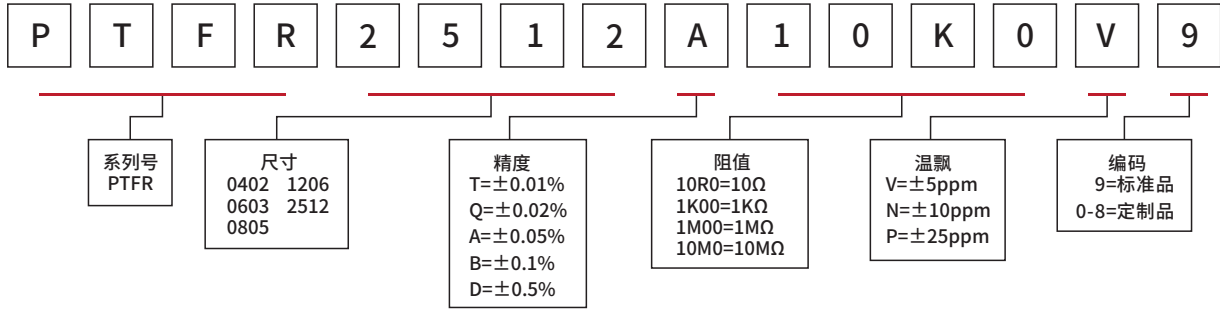 P T F R 2 5 1 2 A 1 0 K 0 V 9
系列号
PTFR
尺寸
0402 1206
0603 2512
0805
精度
T=±0.01%
Q=±0.02%
A=±0.05%
B=±0.1%
D=±0.5%
阻值
10R0=10Ω
1K00=1KΩ
1M00=1MΩ
10M0=10MΩ
温飘
V=±5ppm
N=±10ppm
P=±25ppm
编码
9=标准品
0-8=定制品